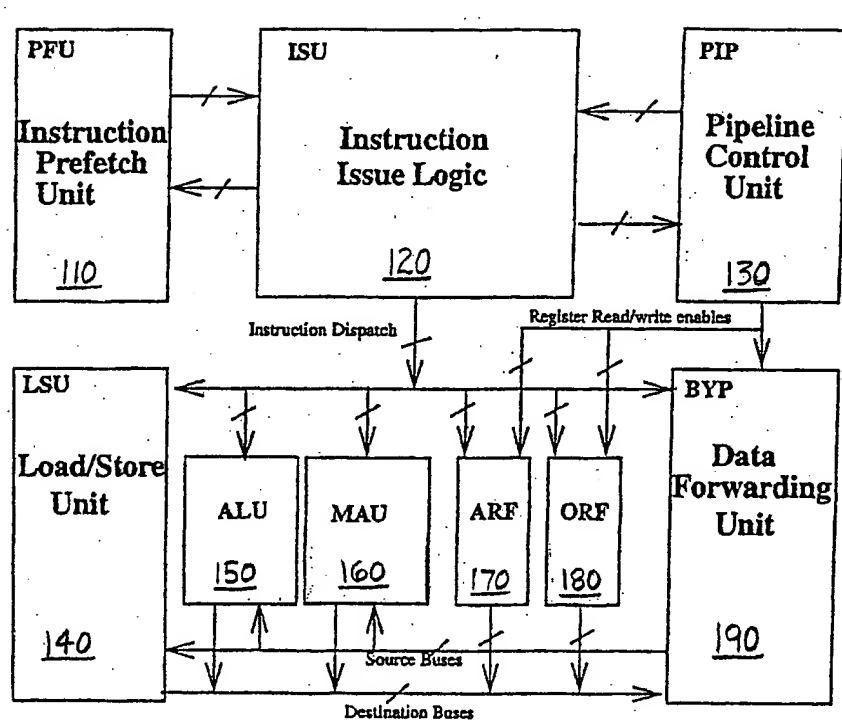 PFU
Instruction
Prefetch
Unit
110
ISU
Instruction
Issue Logic
120
PIP
Pipeline
Control
Unit
130
Instruction Dispatch
Register Read/write enables
LSU
Load/Store
Unit
140
ALU
150
MAU
160
ARF
170
ORF
180
BYP
Data
Forwarding
Unit
190
Source Buses
Destination Buses